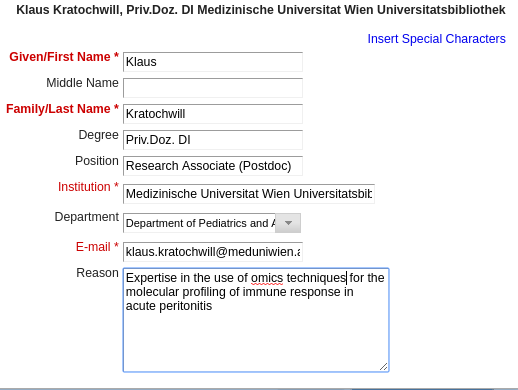 Klaus Kratochwill, Priv.Doz. DI Medizinische Universitat Wien Universitatsbibliothek
Insert Special Characters
Given/First Name * Klaus
Middle Name
Family/Last Name * Kratochwill
Degree Priv.Doz. DI
Position Research Associate (Postdoc)
Institution * Medizinische Universitat Wien Universitatsbib
Department Department of Pediatrics and A
E-mail * klaus.kratochwill@meduniwien.a
Reason Expertise in the use of omics techniques for the
molecular profiling of immune response in
acute peritonitis